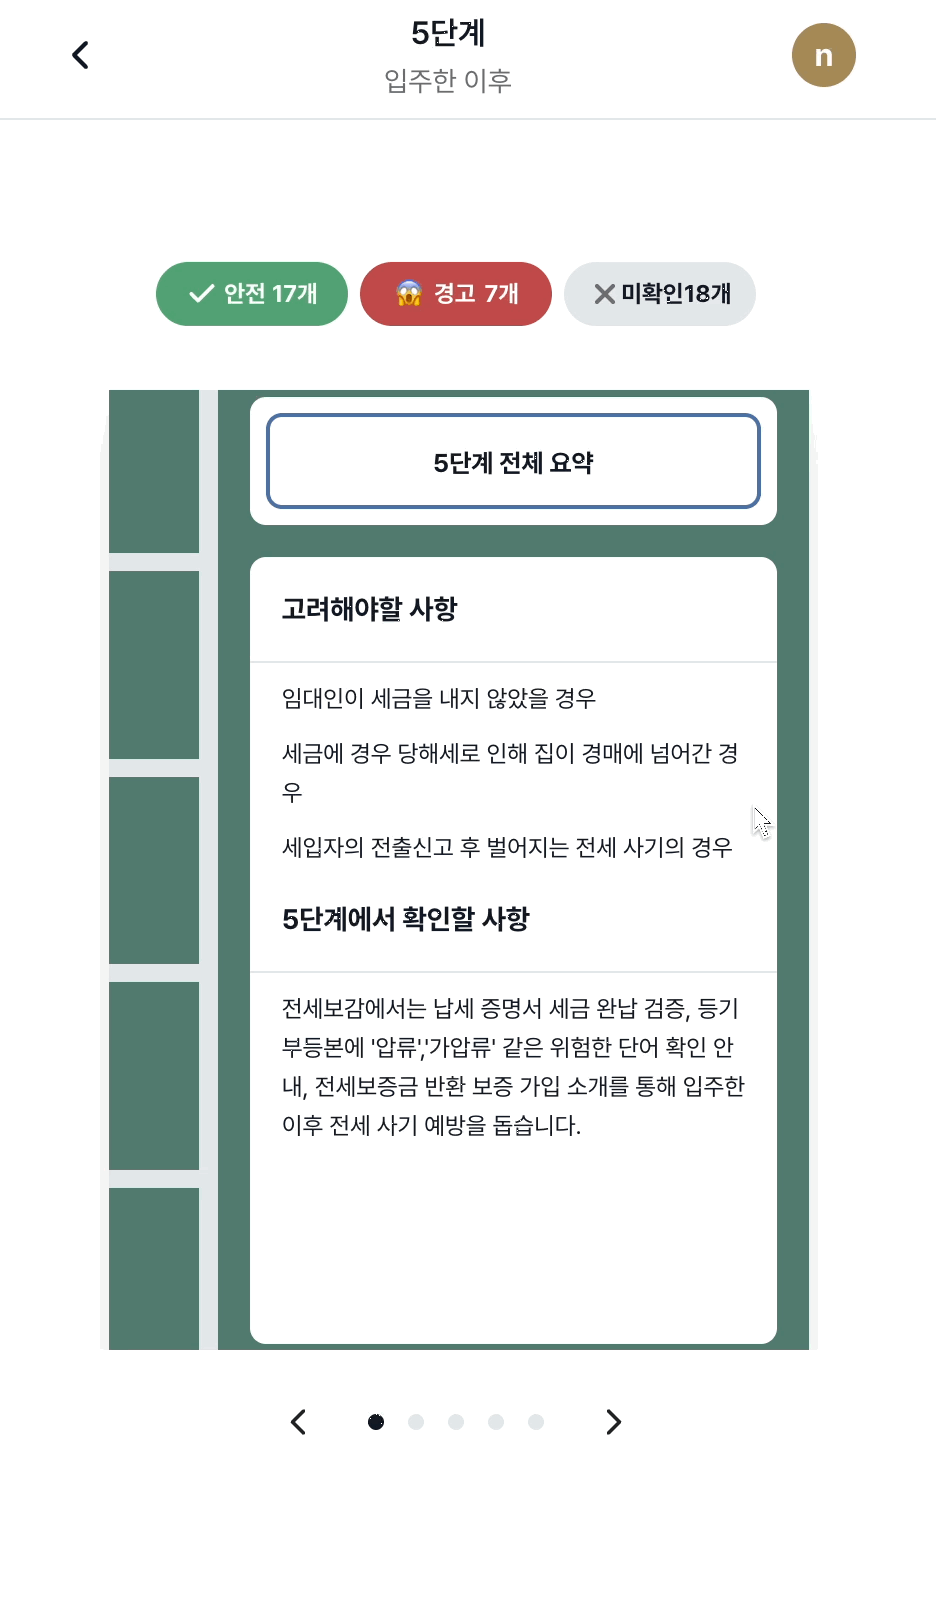 5단계
입주한 이후
n
안전 17개
경고 7개
미확인18개
5단계 전체 요약
고려해야할 사항
임대인이 세금을 내지 않았을 경우
세금에 경우 당해세로 인해 집이 경매에 넘어간 경
우
세입자의 전출신고 후 벌어지는 전세 사기의 경우
5단계에서 확인할 사항
전세보감에서는 납세 증명서 세금 완납 검증, 등기
부등본에 '압류','가압류' 같은 위험한 단어 확인 안
내, 전세보증금 반환 보증 가입 소개를 통해 입주한
이후 전세 사기 예방을 돕습니다.